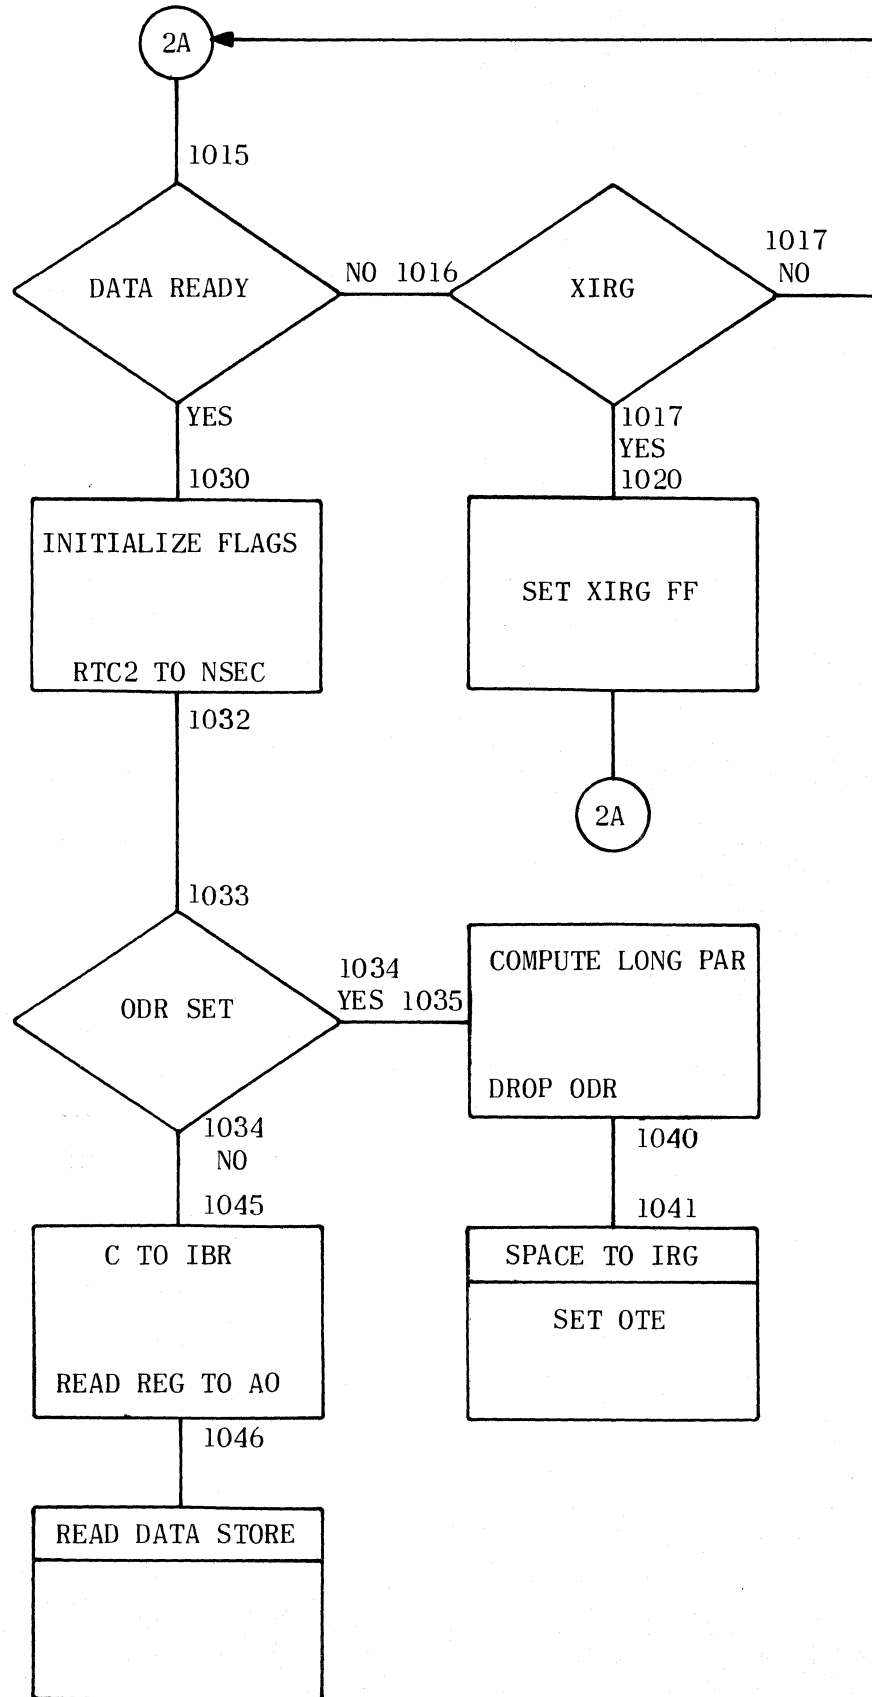 2A
1015
DATA READY
NO 1016
XIRG
1017
NO
YES
1030
1017
YES
1020
INITIALIZE FLAGS
RTC2 TO NSEC
SET XIRG FF
1032
2A
1033
ODR SET
1034
YES 1035
COMPUTE LONG PAR
DROP ODR
1034
NO
1040
1045
1041
C TO IBR
READ REG TO AO
SPACE TO IRG
SET OTE
1046
READ DATA STORE